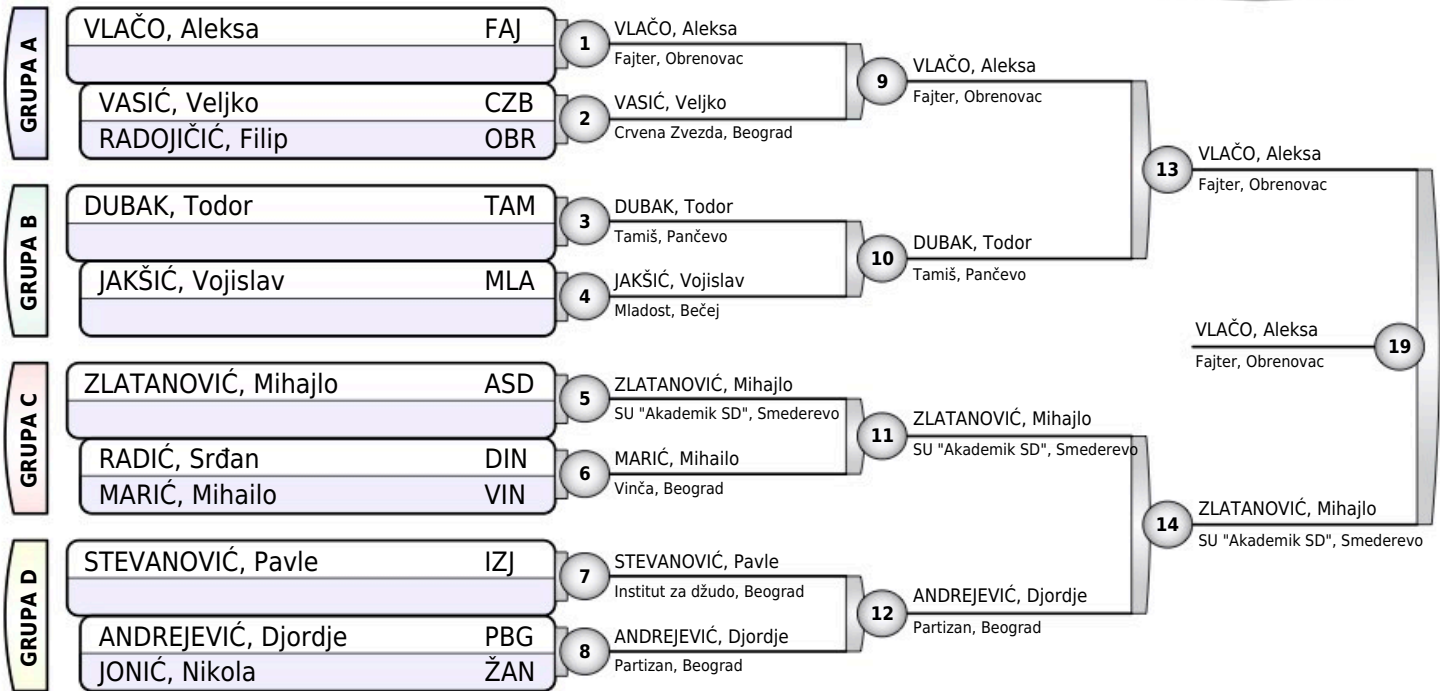 GRUPA A
VLAČO, Aleksa FAJ
VASIĆ, Veljko CZB
RADOJIČIĆ, Filip OBR
1
VLAČO, Aleksa
Fajter, Obrenovac
2
VASIĆ, Veljko
Crvena Zvezda, Beograd
9
VLAČO, Aleksa
Fajter, Obrenovac
GRUPA B
DUBAK, Todor TAM
JAKŠIĆ, Vojislav MLA
3
DUBAK, Todor
Tamiš, Pančevo
4
JAKŠIĆ, Vojislav
Mladost, Bečej
10
DUBAK, Todor
Tamiš, Pančevo
13
VLAČO, Aleksa
Fajter, Obrenovac
GRUPA C
ZLATANOVIĆ, Mihajlo ASD
RADIĆ, Srđan DIN
MARIĆ, Mihailo VIN
5
ZLATANOVIĆ, Mihajlo
SU "Akademik SD", Smederevo
6
MARIĆ, Mihailo
Vinča, Beograd
11
ZLATANOVIĆ, Mihajlo
SU "Akademik SD", Smederevo
GRUPA D
STEVANOVIĆ, Pavle IZJ
ANDREJEVIĆ, Djordje PBG
JONIĆ, Nikola ŽAN
7
STEVANOVIĆ, Pavle
Institut za džudo, Beograd
8
ANDREJEVIĆ, Djordje
Partizan, Beograd
12
ANDREJEVIĆ, Djordje
Partizan, Beograd
14
ZLATANOVIĆ, Mihajlo
SU "Akademik SD", Smederevo
VLAČO, Aleksa
Fajter, Obrenovac
19